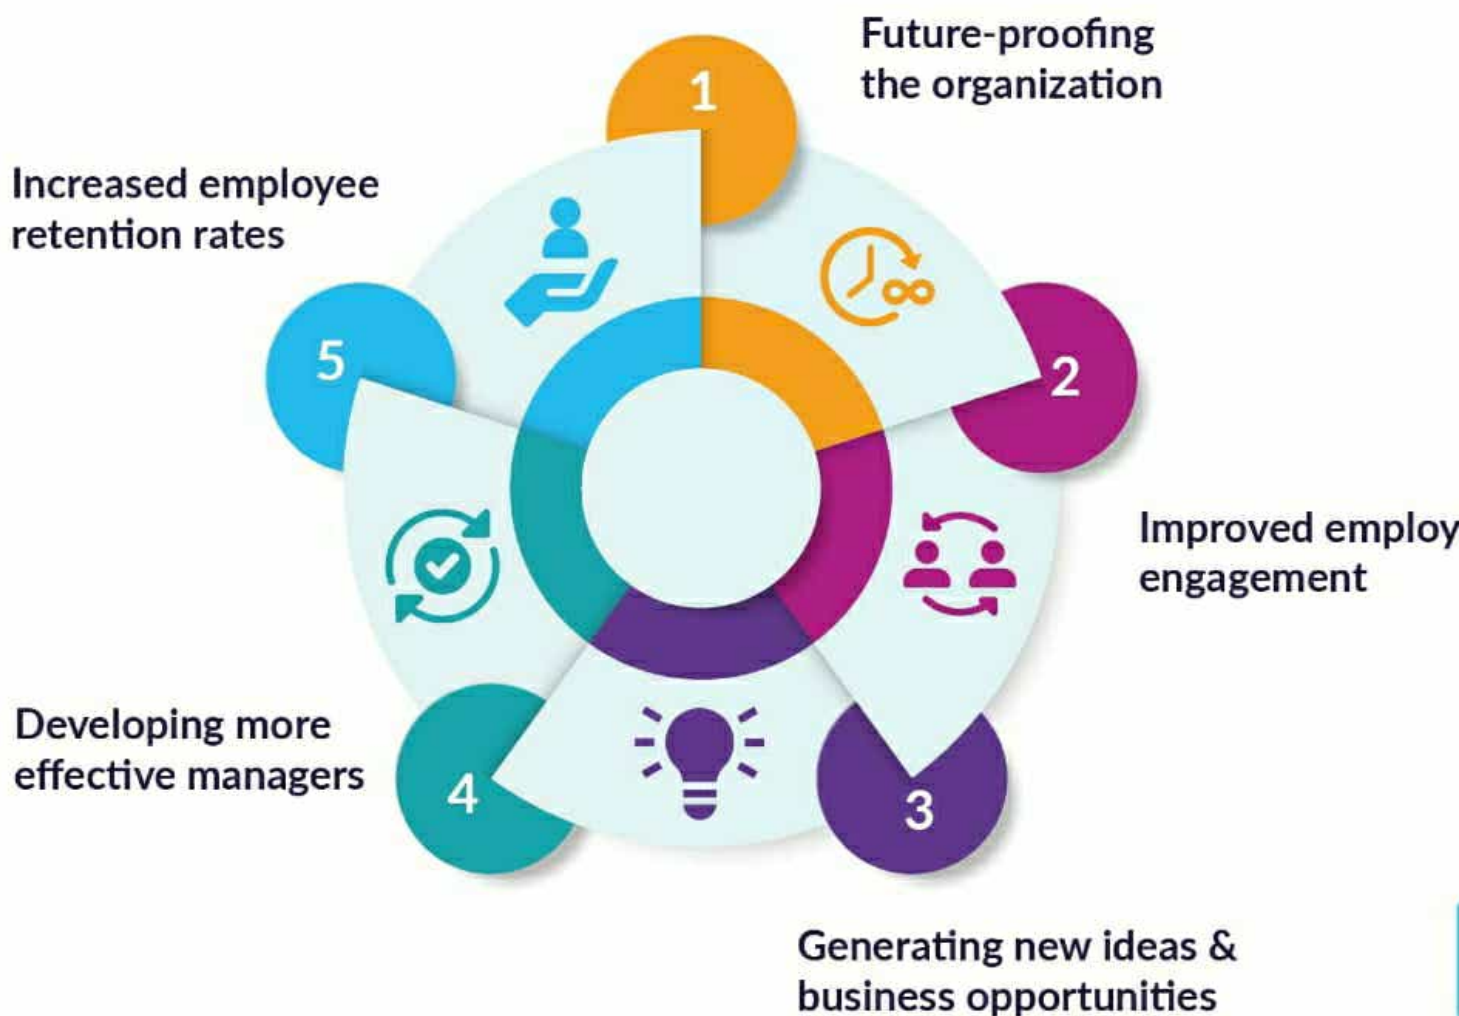 1
Future-proofing
the organization
2
Improved employ
engagement
3
Generating new ideas &
business opportunities
4
Developing more
effective managers
5
Increased employee
retention rates